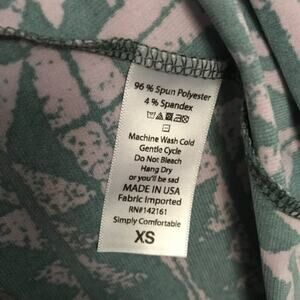 96 % Spun Polyester
4 % Spandex
Machine Wash Cold
Gentle Cycle
Do Not Bleach
Hang Dry
or you'll be sad
MADE IN USA
Fabric Imported
RN#142161
Simply Comfortable
XS